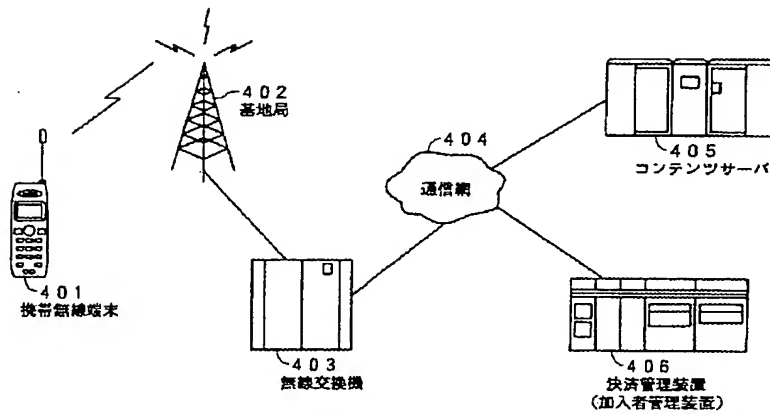 402
基地局
404
通信網
405
コンテンツサーバ
401
携帯無線端末
403
無線交換機
406
決済管理装置
(加入者管理装置)